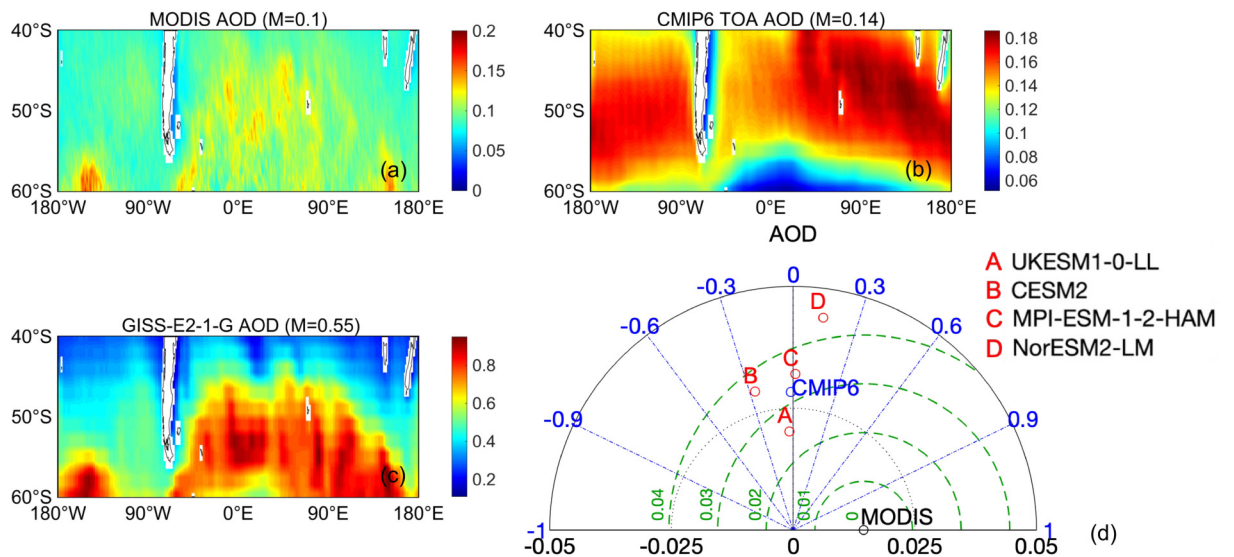 MODIS AOD (M=0.1)
40°S
50°S
60°S
180°W
90°W
0°E
90°E
180°E
0.2
0.15
0.1
0.05
0
(a)
CMIP6 TOA AOD (M=0.14)
40°S
50°S
60°S
180°W
90°W
0°E
90°E
180°E
0.18
0.16
0.14
0.12
0.1
0.08
0.06
(b)
GISS-E2-1-G AOD (M=0.55)
40°S
50°S
60°S
180°W
90°W
0°E
90°E
180°E
0.8
0.6
0.4
0.2
(c)
AOD
-1
-0.9
-0.6
-0.3
0
0.3
0.6
0.9
1
D
C
B
CMIP6
A
0.04
0.03
0.02
0.01
0
MODIS
-0.05
-0.025
0
0.025
0.05
(d)
A UKESM1-0-LL
B CESM2
C MPI-ESM-1-2-HAM
D NorESM2-LM